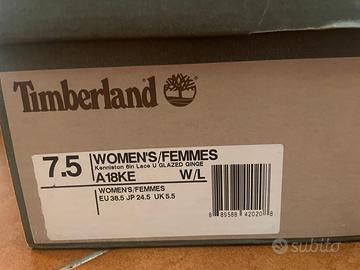 Timberland
7.5
WOMEN'S/FEMMES
Kenniston 6in Lace U GLAZED GINGE
A18KE W/L
WOMEN'S/FEMMES
EU 38.5 JP 24.5 UK 5.5
8 89588 42020 8
subito